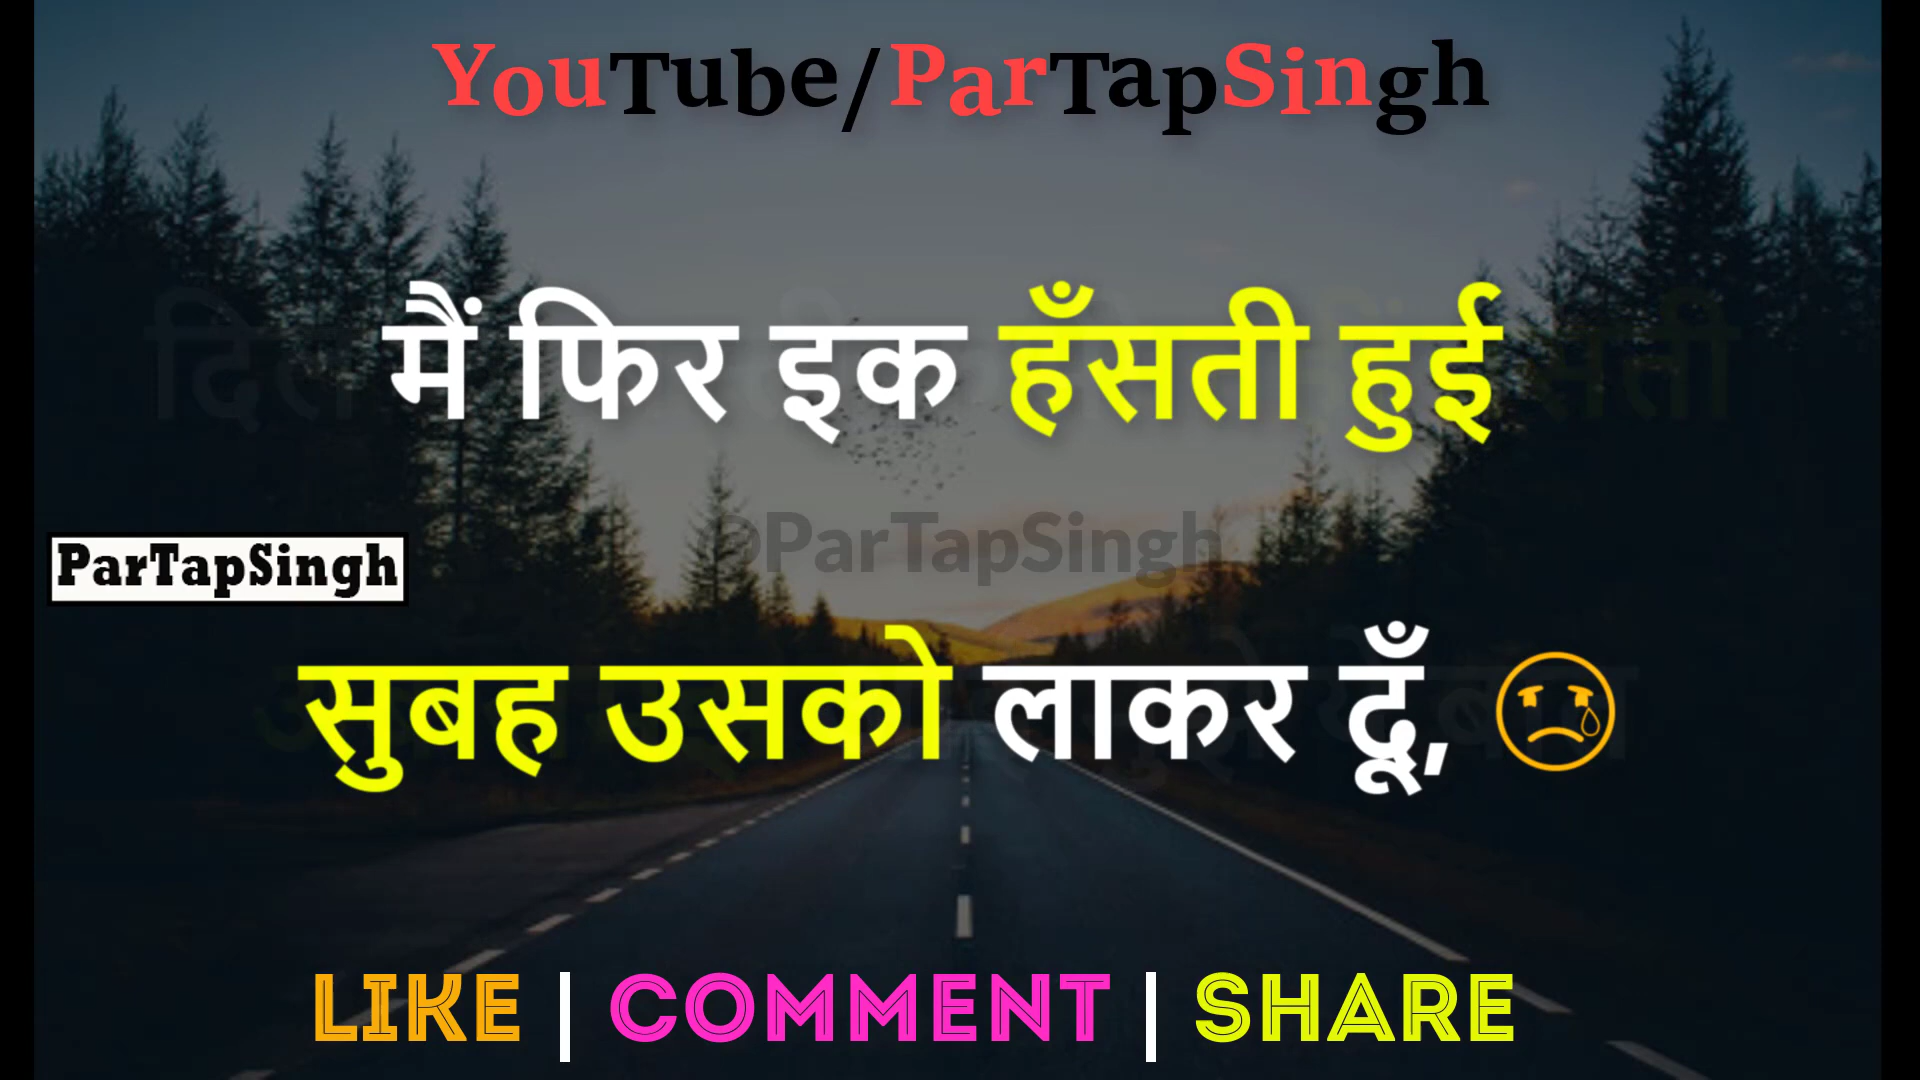 YouTube/ParTapSingh
मैं फिर इक हँसती हुई
©ParTapSingh
ParTapSingh
सुबह उसको लाकर दूँ,
LIKE | COMMENT | SHARE